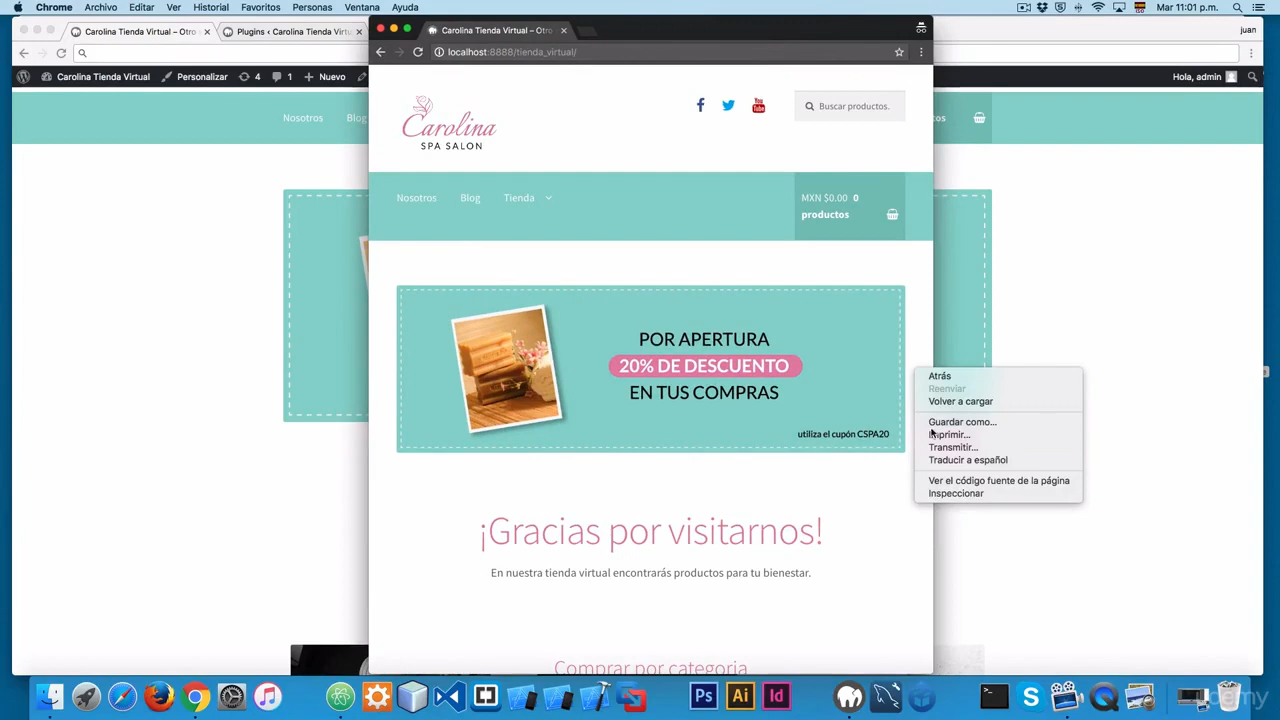 Chrome Archivo Editar Ver Historial Favoritos Personas Ventana Ayuda
Mar 11:01 p. m.
Carolina Tienda Virtual – Otro
Plugins ‹ Carolina Tienda Virtual
Carolina Tienda Virtual – Otro
juan
localhost:8888/tienda_virtual/
Carolina Tienda Virtual Personalizar 4 1 Nuevo
Hola, admin
Nosotros Blog
Carolina
SPA SALON
Buscar productos.
You
Tube
Nosotros Blog Tienda
MXN $0.00 0
productos
POR APERTURA
20% DE DESCUENTO
EN TUS COMPRAS
utiliza el cupón CSPA20
Atrás
Reenviar
Volver a cargar
Guardar como...
Imprimir...
Transmitir...
Traducir a español
Ver el código fuente de la página
Inspeccionar
¡Gracias por visitarnos!
En nuestra tienda virtual encontrarás productos para tu bienestar.
Comprar por categoria
Ps Ai Id
udemy